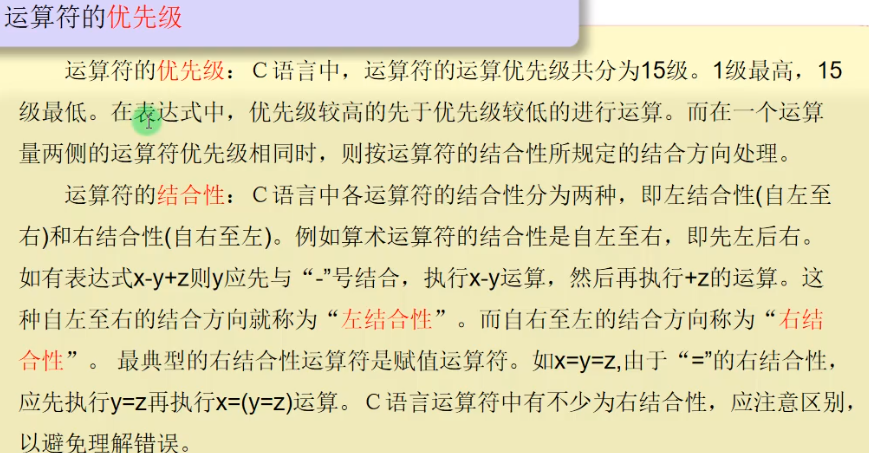 运算符的优先级
运算符的优先级：C语言中，运算符的运算优先级共分为15级。1级最高，15
级最低。在表达式中，优先级较高的先于优先级较低的进行运算。而在一个运算
量两侧的运算符优先级相同时，则按运算符的结合性所规定的结合方向处理。
运算符的结合性：C语言中各运算符的结合性分为两种，即左结合性(自左至
右)和右结合性(自右至左)。例如算术运算符的结合性是自左至右，即先左后右。
如有表达式x-y+z则y应先与“-”号结合，执行x-y运算，然后再执行+z的运算。这
种自左至右的结合方向就称为“左结合性”。而自右至左的结合方向称为“右结
合性”。 最典型的右结合性运算符是赋值运算符。如x=y=z,由于“=”的右结合性，
应先执行y=z再执行x=(y=z)运算。C语言运算符中有不少为右结合性，应注意区别，
以避免理解错误。